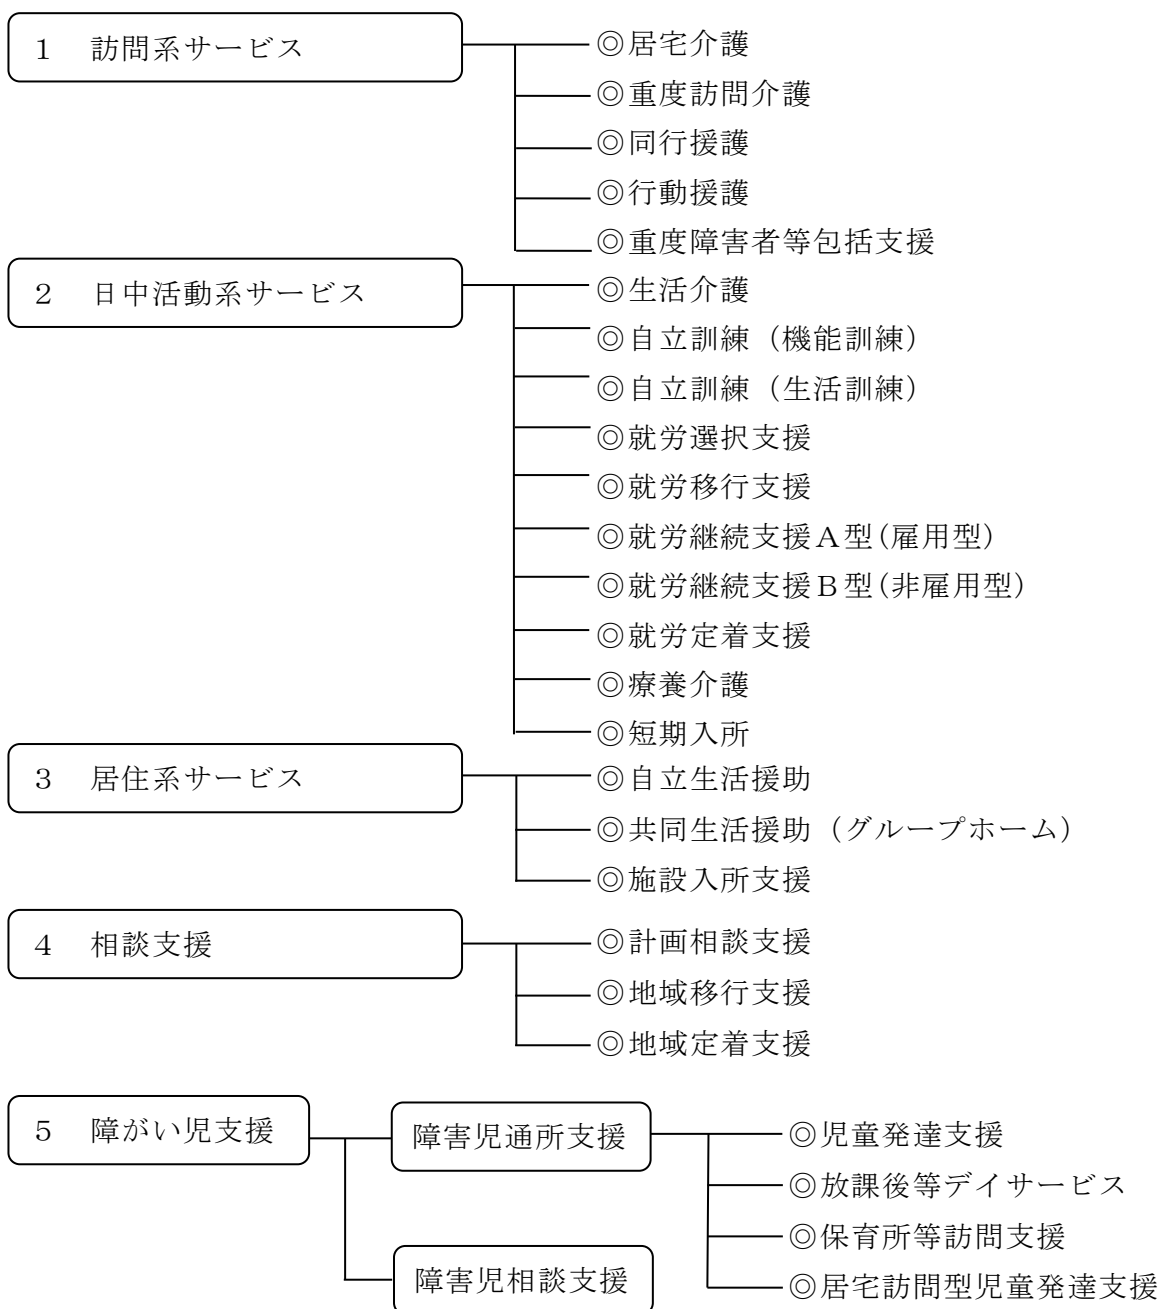 １　訪問系サービス
◎居宅介護
◎重度訪問介護
◎同行援護
◎行動援護
◎重度障害者等包括支援
２　日中活動系サービス
◎生活介護
◎自立訓練（機能訓練）
◎自立訓練（生活訓練）
◎就労選択支援
◎就労移行支援
◎就労継続支援Ａ型(雇用型)
◎就労継続支援Ｂ型(非雇用型)
◎就労定着支援
◎療養介護
◎短期入所
３　居住系サービス
◎自立生活援助
◎共同生活援助（グループホーム）
◎施設入所支援
４　相談支援
◎計画相談支援
◎地域移行支援
◎地域定着支援
５　障がい児支援
障害児通所支援
◎児童発達支援
◎放課後等デイサービス
◎保育所等訪問支援
◎居宅訪問型児童発達支援
障害児相談支援